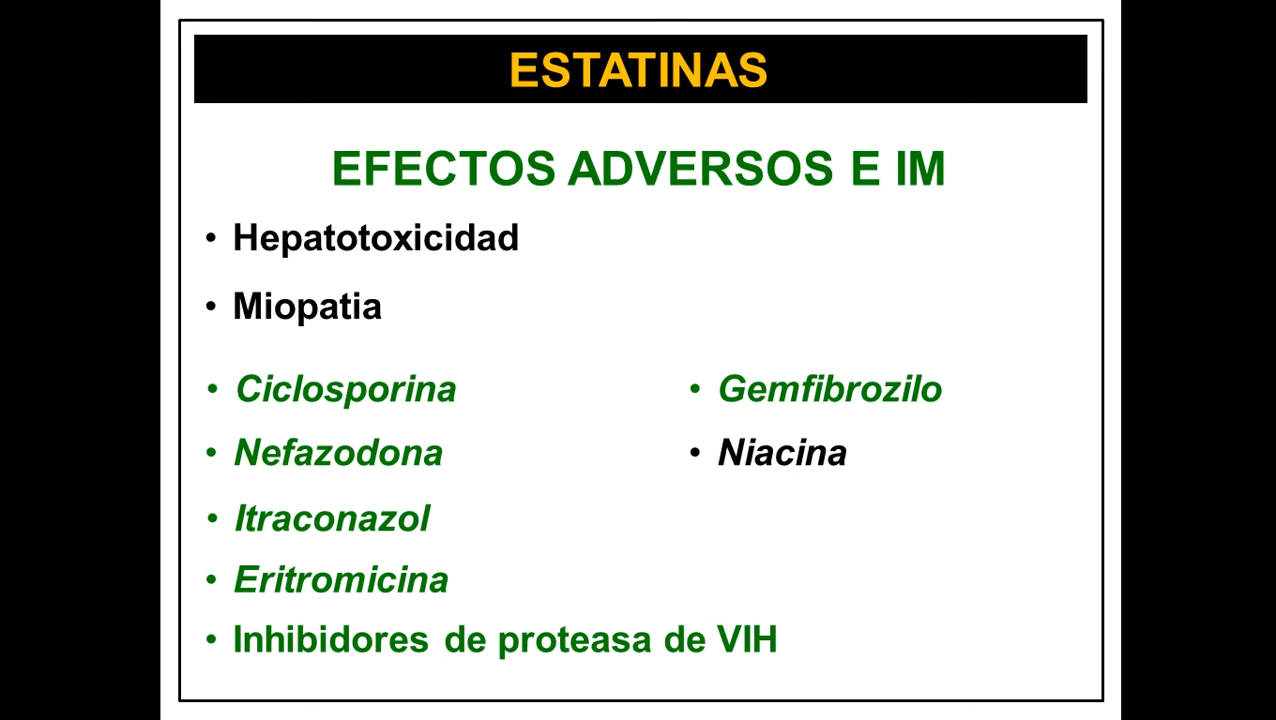 ESTATINAS
EFECTOS ADVERSOS E IM
• Hepatotoxicidad
• Miopatia
• Ciclosporina
• Nefazodona
• Itraconazol
• Eritromicina
• Inhibidores de proteasa de VIH
• Gemfibrozilo
• Niacina